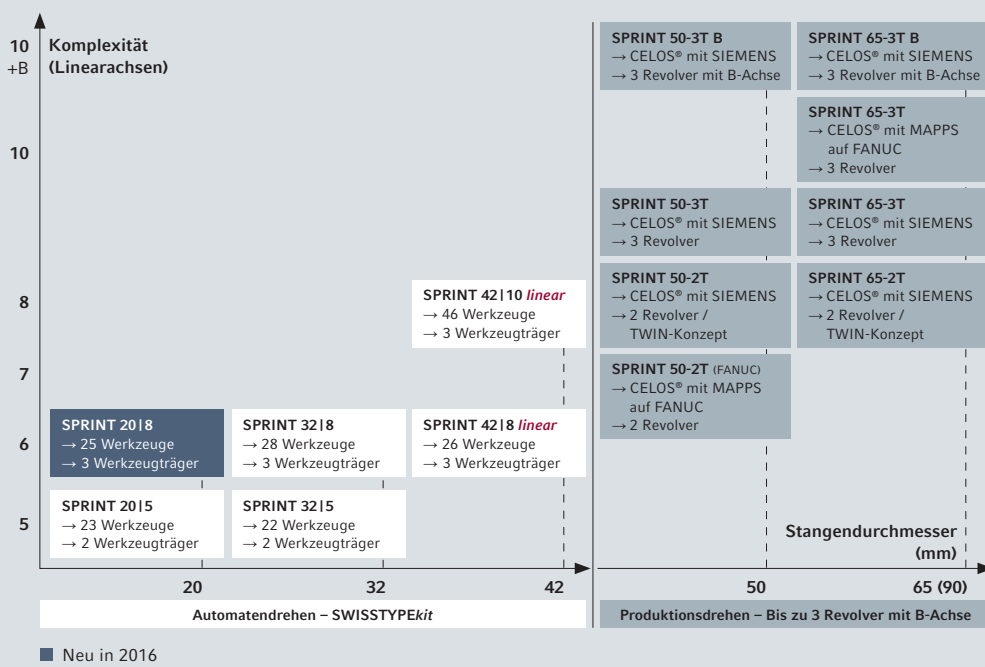 10
+B
Komplexität
(Linearachsen)
10
8
7
6
5
SPRINT 50-3T B
→ CELOS® mit SIEMENS
→ 3 Revolver mit B-Achse
SPRINT 65-3T B
→ CELOS® mit SIEMENS
→ 3 Revolver mit B-Achse
SPRINT 65-3T
→ CELOS® mit MAPPS
auf FANUC
→ 3 Revolver
SPRINT 50-3T
→ CELOS® mit SIEMENS
→ 3 Revolver
SPRINT 65-3T
→ CELOS® mit SIEMENS
→ 3 Revolver
SPRINT 42|10 linear
→ 46 Werkzeuge
→ 3 Werkzeugträger
SPRINT 50-2T
→ CELOS® mit SIEMENS
→ 2 Revolver /
TWIN-Konzept
SPRINT 65-2T
→ CELOS® mit SIEMENS
→ 2 Revolver /
TWIN-Konzept
SPRINT 50-2T (FANUC)
→ CELOS® mit MAPPS
auf FANUC
→ 2 Revolver
SPRINT 20|8
→ 25 Werkzeuge
→ 3 Werkzeugträger
SPRINT 32|8
→ 28 Werkzeuge
→ 3 Werkzeugträger
SPRINT 42|8 linear
→ 26 Werkzeuge
→ 3 Werkzeugträger
SPRINT 20|5
→ 23 Werkzeuge
→ 2 Werkzeugträger
SPRINT 32|5
→ 22 Werkzeuge
→ 2 Werkzeugträger
Stangendurchmesser
(mm)
20
32
42
50
65 (90)
Automatendrehen – SWISSTYPEkit
Produktionsdrehen – Bis zu 3 Revolver mit B-Achse
Neu in 2016